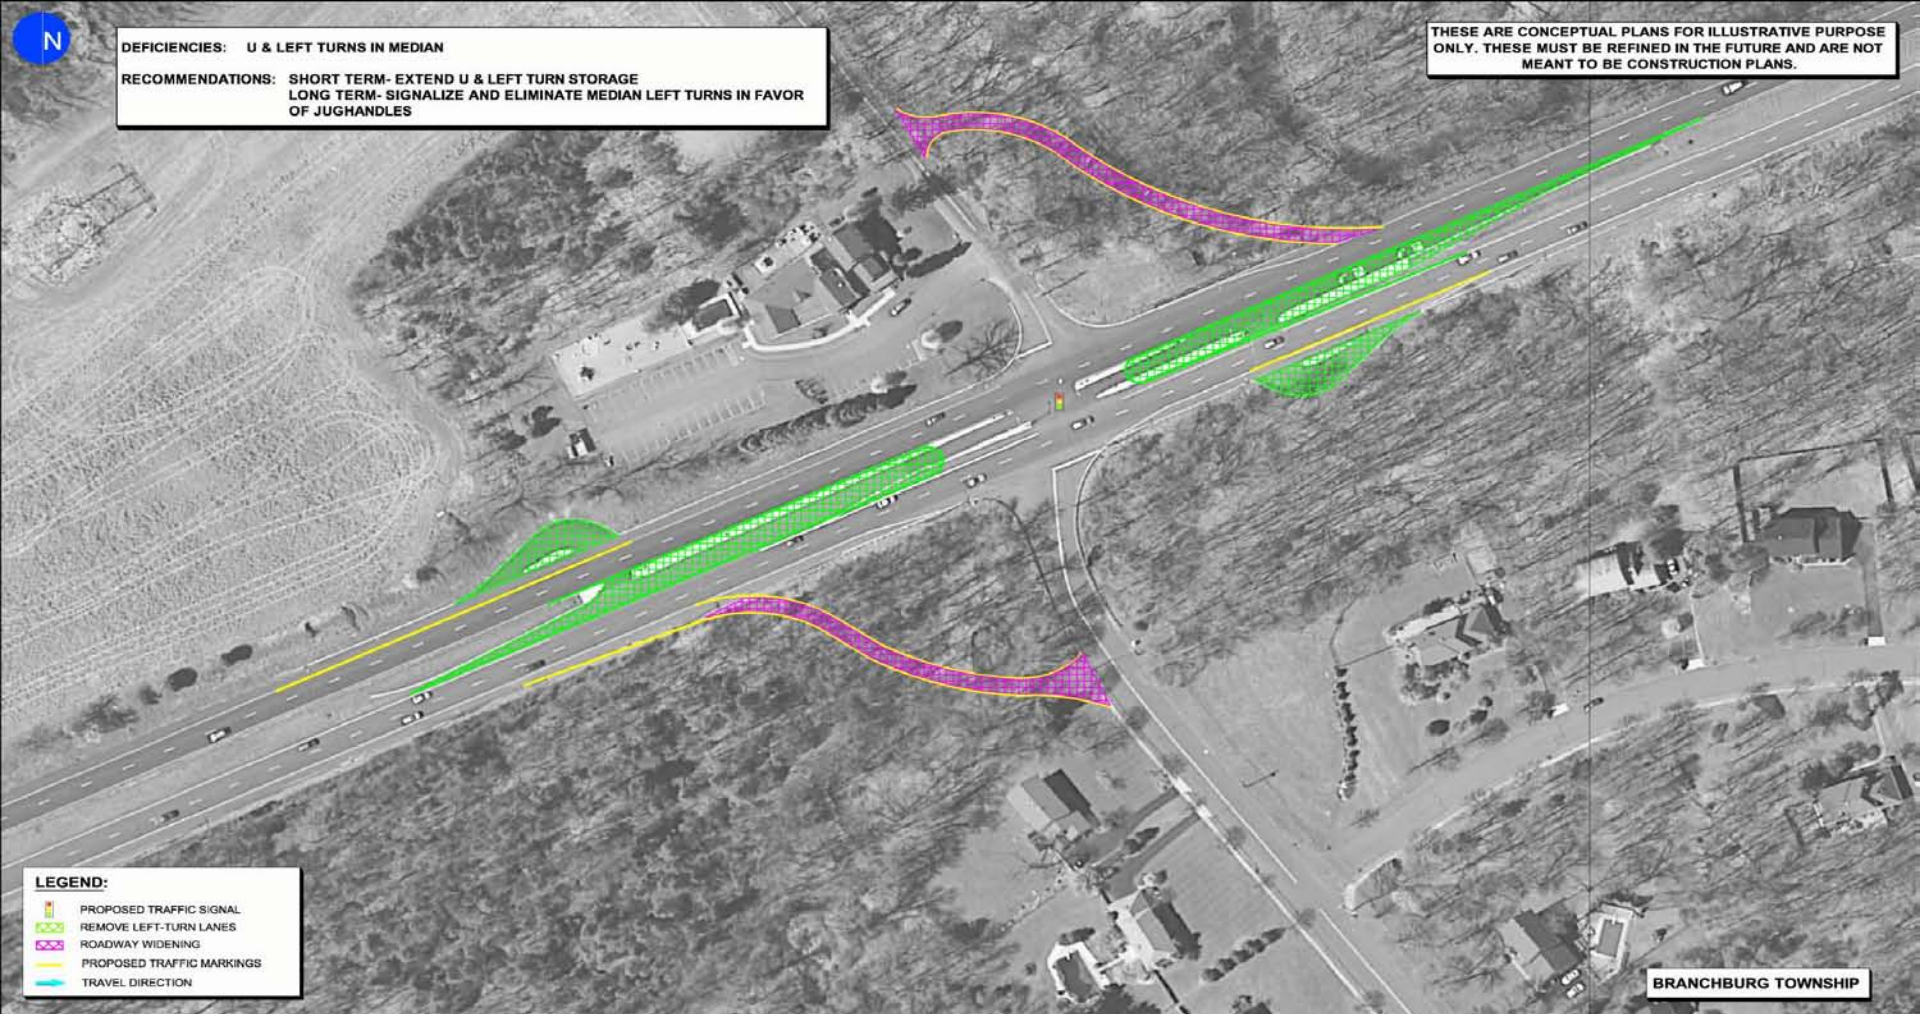 N
DEFICIENCIES: U & LEFT TURNS IN MEDIAN
RECOMMENDATIONS: SHORT TERM- EXTEND U & LEFT TURN STORAGE
LONG TERM- SIGNALIZE AND ELIMINATE MEDIAN LEFT TURNS IN FAVOR
OF JUGHANDLES
THESE ARE CONCEPTUAL PLANS FOR ILLUSTRATIVE PURPOSE
ONLY. THESE MUST BE REFINED IN THE FUTURE AND ARE NOT
MEANT TO BE CONSTRUCTION PLANS.
LEGEND:
PROPOSED TRAFFIC SIGNAL
REMOVE LEFT-TURN LANES
ROADWAY WIDENING
PROPOSED TRAFFIC MARKINGS
TRAVEL DIRECTION
BRANCHBURG TOWNSHIP